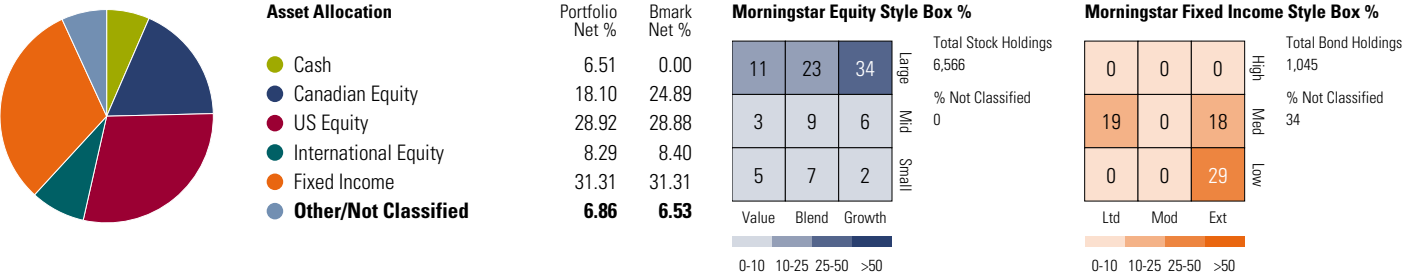 Asset Allocation Portfolio Net % Bmark Net %
Cash 6.51 0.00
Canadian Equity 18.10 24.89
US Equity 28.92 28.88
International Equity 8.29 8.40
Fixed Income 31.31 31.31
Other/Not Classified 6.86 6.53
Morningstar Equity Style Box %
11 23 34 Large
3 9 6 Mid
5 7 2 Small
Value Blend Growth
0-10 10-25 25-50 >50
Total Stock Holdings
6,566
% Not Classified
0
Morningstar Fixed Income Style Box %
0 0 0 High
19 0 18 Med
0 0 29 Low
Ltd Mod Ext
0-10 10-25 25-50 >50
Total Bond Holdings
1,045
% Not Classified
34